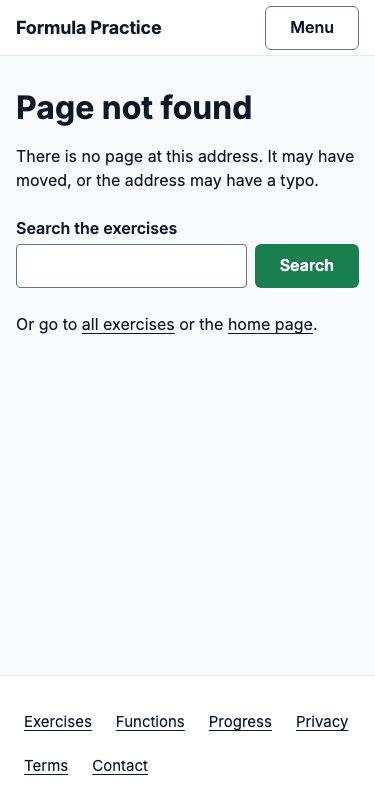 Formula Practice
Menu
Page not found
There is no page at this address. It may have
moved, or the address may have a typo.
Search the exercises
Search
Or go to all exercises or the home page.
Exercises Functions Progress Privacy
Terms Contact